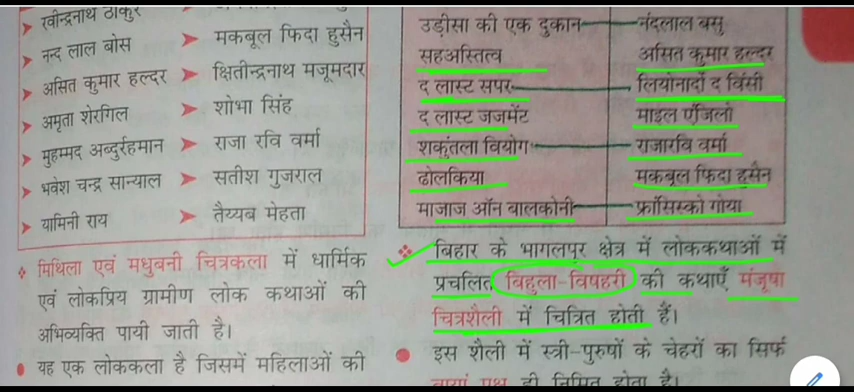 रवीन्द्रनाथ ठाकुर
नन्द लाल बोस
मकबूल फिदा हुसैन
असित कुमार हल्दर
क्षितीन्द्रनाथ मजूमदार
अमृता शेरगिल
शोभा सिंह
मुहम्मद अब्दुर्रहमान
राजा रवि वर्मा
भवेश चन्द्र सान्याल
सतीश गुजराल
यामिनी राय
तैय्यब मेहता
मिथिला एवं मधुबनी चित्रकला में धार्मिक
एवं लोकप्रिय ग्रामीण लोक कथाओं की
अभिव्यक्ति पायी जाती है।
यह एक लोककला है जिसमें महिलाओं की
उड़ीसा की एक दुकान नंदलाल बसु
सहअस्तित्व असित कुमार हल्दर
द लास्ट सपर लियोनार्दो द विंसी
द लास्ट जजमेंट माइल एंजिलो
शकुंतला वियोग राजारवि वर्मा
ढोलकिया मकबूल फिदा हुसैन
माजाज ऑन बालकोनी फ्रांसिस्को गोया
बिहार के भागलपुर क्षेत्र में लोककथाओं में
प्रचलित बिहुला-विषहरी की कथाएँ मंजूषा
चित्रशैली में चित्रित होती हैं।
इस शैली में स्त्री-पुरुषों के चेहरों का सिर्फ